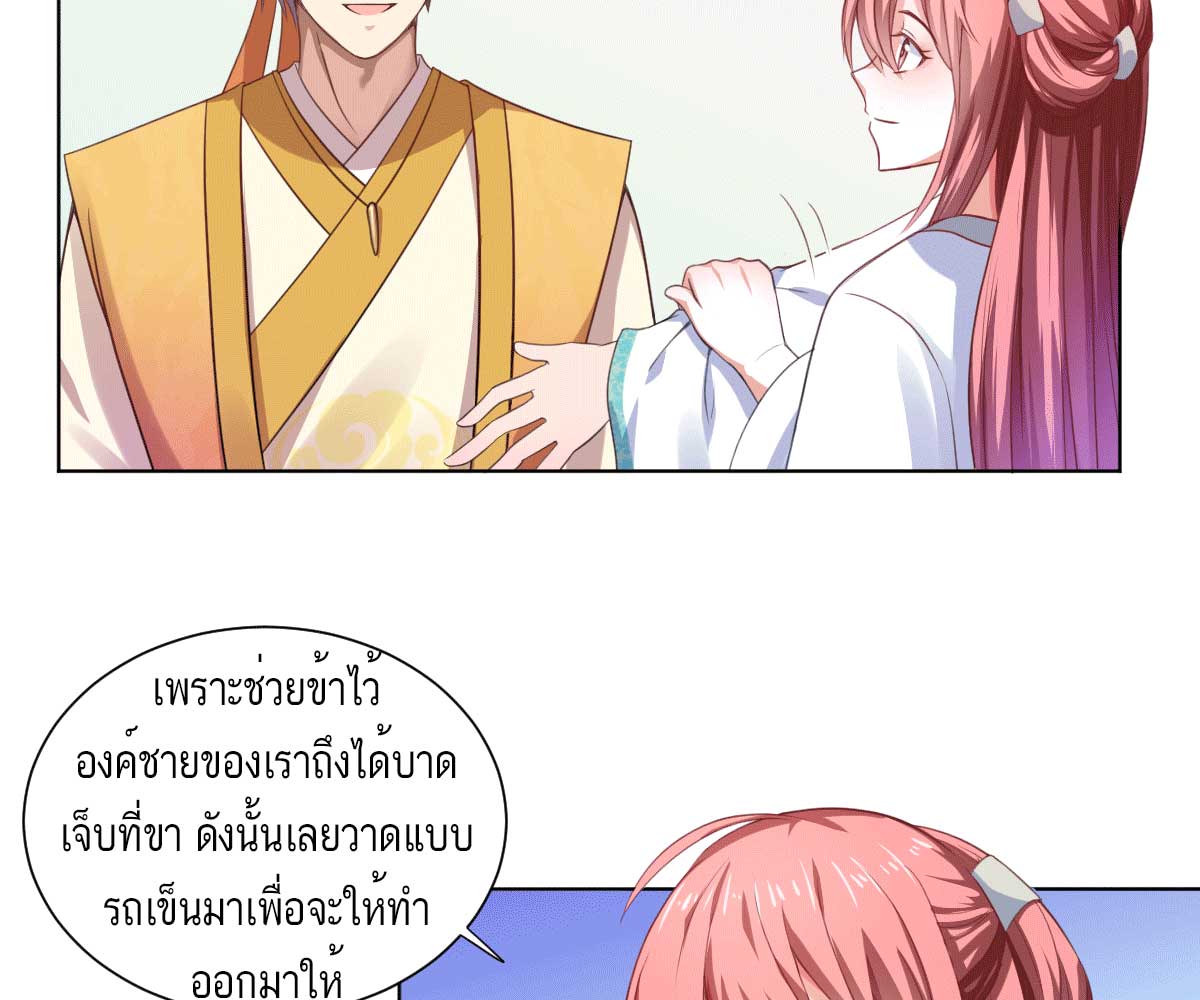 เพราะช่วยข้าไว้
องค์ชายของเราถึงได้บาด
เจ็บที่ขา ดังนั้นเลยวาดแบบ
รถเข็นมาเพื่อจะให้ทำ
ออกมาให้